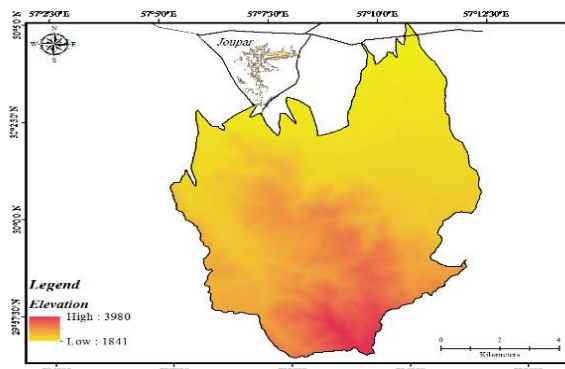 57°2'30"E 57°5'0"E 57°7'30"E 57°10'0"E 57°12'30"E
30°5'0"N
N
W E
S
Joupar
30°2'30"N
30°0'0"N
29°57'30"N
Legend
Elevation
High : 3980
Low : 1841
0 2 4
Kilometers